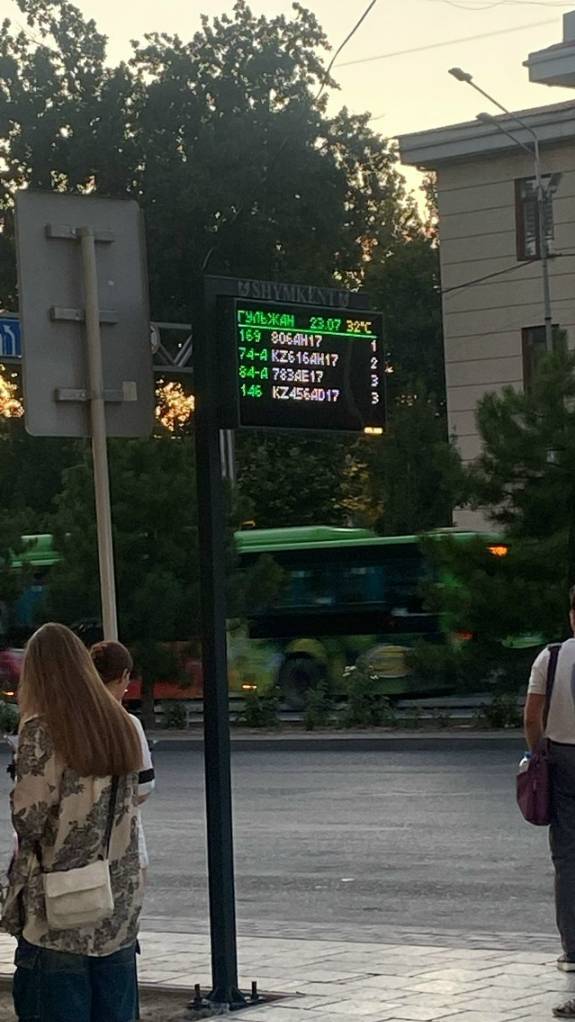 SHYMKENT
ГУЛЬЖАН 23.07 32°C
169 806AH17 1
74-A KZ616AH17 2
84-A 783AE17 3
146 KZ456AD17 3